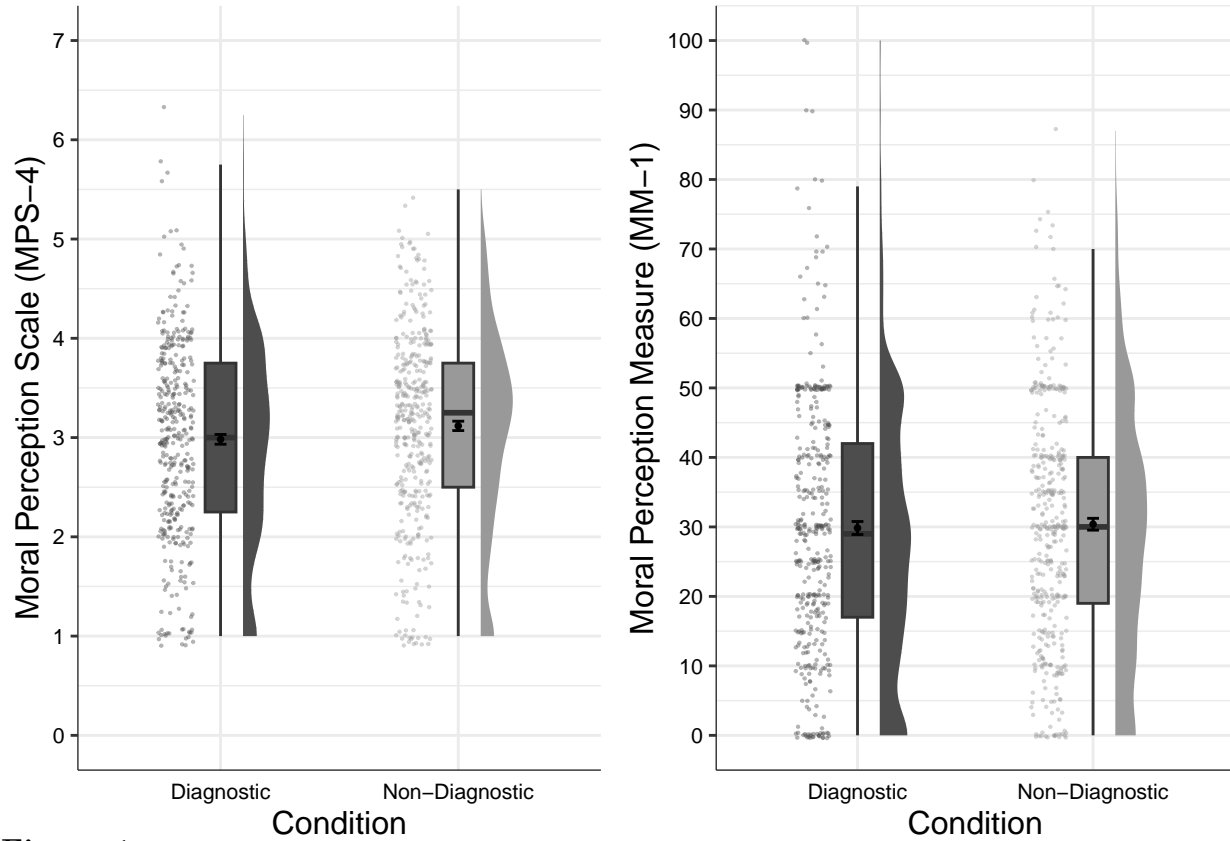 Moral Perception Scale (MPS−4)
7
6
5
4
3
2
1
0
Diagnostic
Non−Diagnostic
Condition
Moral Perception Measure (MM−1)
100
90
80
70
60
50
40
30
20
10
0
Diagnostic
Non−Diagnostic
Condition